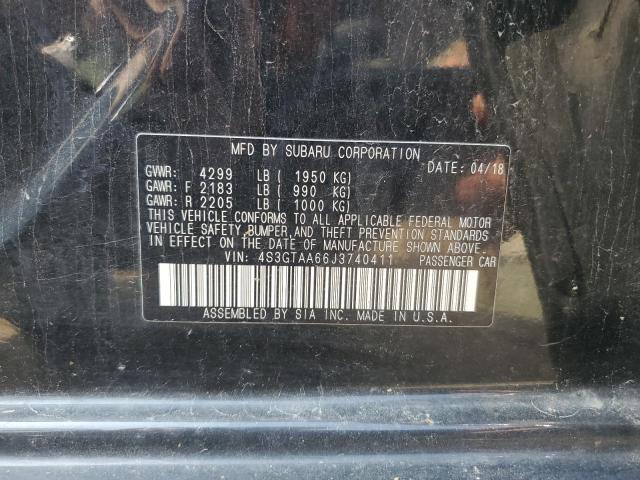 MFD BY SUBARU CORPORATION
DATE: 04/18
GVWR: 4299 LB ( 1950 KG)
GAWR: F 2183 LB ( 990 KG)
GAWR: R 2205 LB ( 1000 KG)
THIS VEHICLE CONFORMS TO ALL APPLICABLE FEDERAL MOTOR
VEHICLE SAFETY,BUMPER,AND THEFT PREVENTION STANDARDS
IN EFFECT ON THE DATE OF MANUFACTURE SHOWN ABOVE.
VIN: 4S3GTAA66J3740411 PASSENGER CAR
ASSEMBLED BY SIA INC. MADE IN U.S.A.